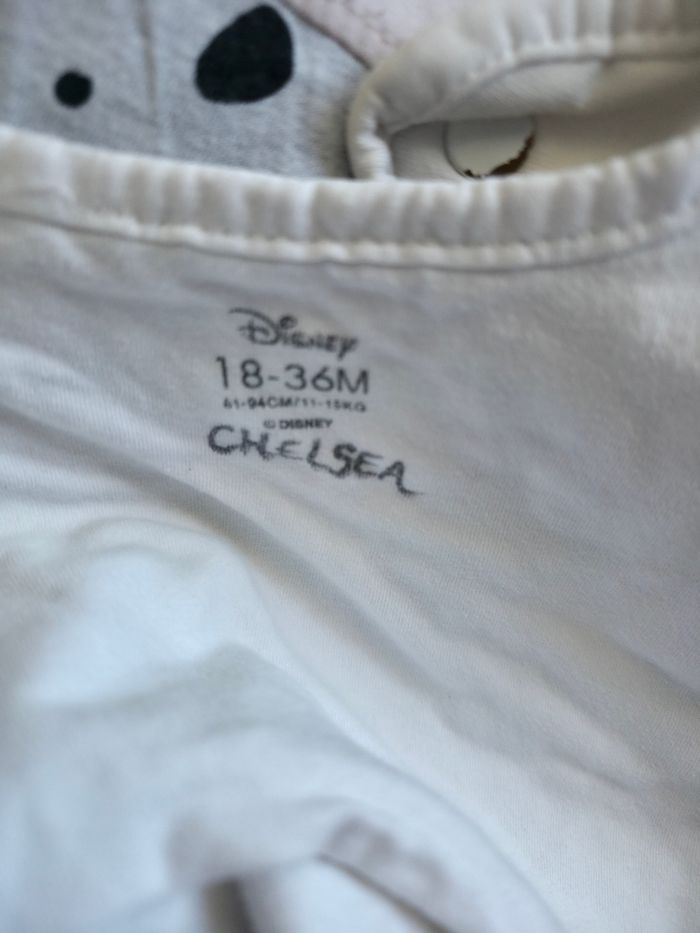 Disney
18-36M
81-94CM/11-15KG
© DISNEY
CHELSEA